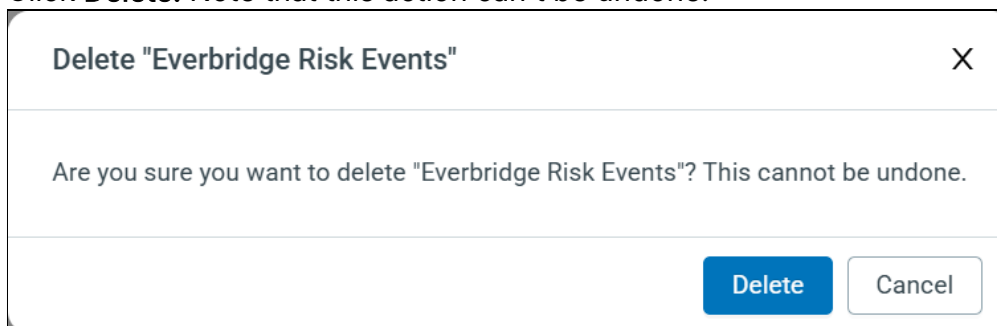 Click Delete. Note that this action can't be undone.
Delete "Everbridge Risk Events"
X
Are you sure you want to delete "Everbridge Risk Events"? This cannot be undone.
Delete
Cancel